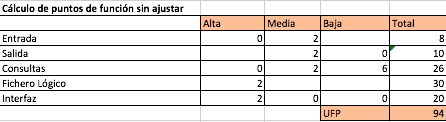 Cálculo de puntos de función sin ajustar
Alta Media Baja Total
Entrada 0 2 8
Salida 2 0 10
Consultas 0 2 6 26
Fichero Lógico 2 30
Interfaz 2 0 0 20
UFP 94